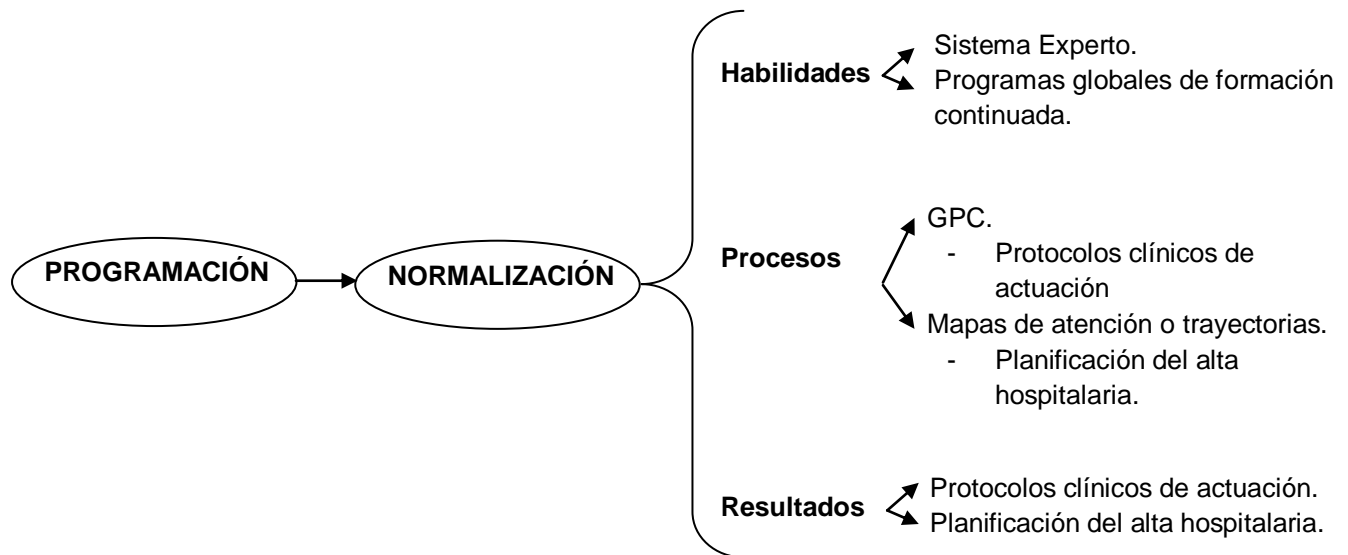 PROGRAMACIÓN
NORMALIZACIÓN
Habilidades
Sistema Experto.
Programas globales de formación
continuada.
Procesos
GPC.
- Protocolos clínicos de
actuación
Mapas de atención o trayectorias.
- Planificación del alta
hospitalaria.
Resultados
Protocolos clínicos de actuación.
Planificación del alta hospitalaria.